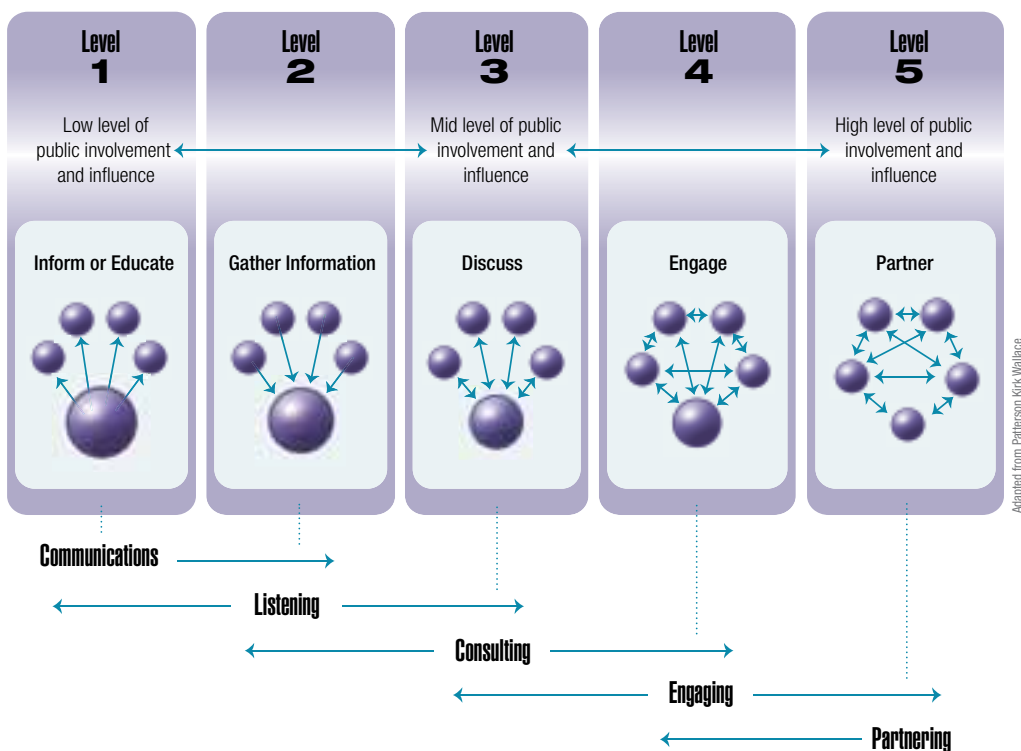 Level
1
Low level of
public involvement
and influence
Inform or Educate
Level
2
Gather Information
Level
3
Mid level of public
involvement and
influence
Discuss
Level
4
Engage
Level
5
High level of public
involvement and
influence
Partner
Communications
Listening
Consulting
Engaging
Partnering
Adapted from Patterson Kirk Wallace